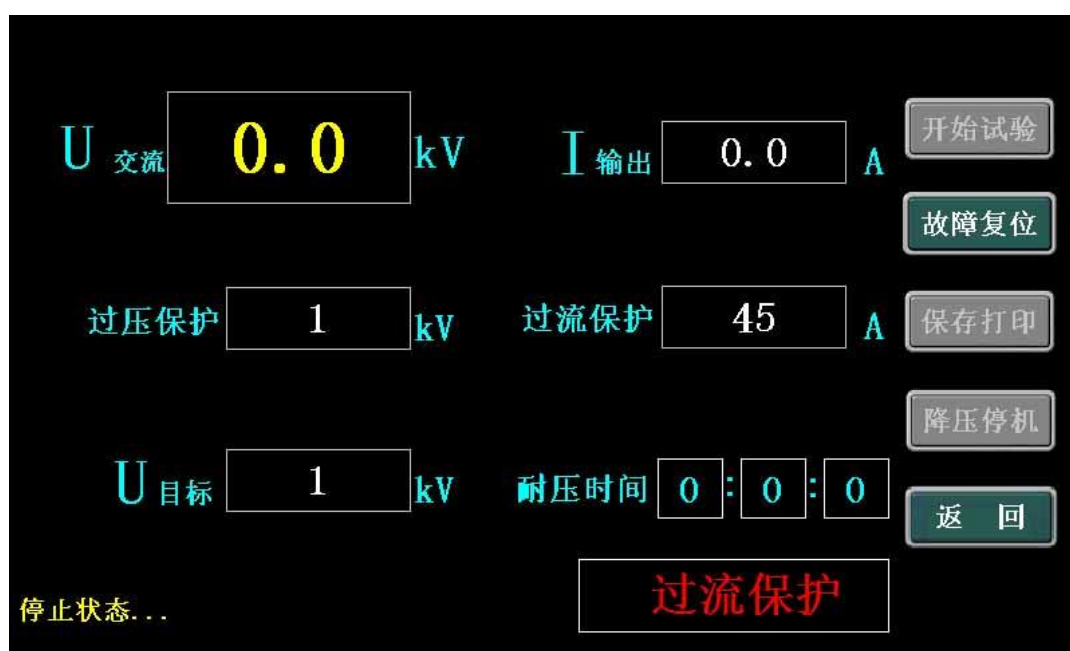 U 交流 0.0 kV I 输出 0.0 A 开始试验
故障复位
过压保护 1 kV 过流保护 45 A 保存打印
降压停机
U 目标 1 kV 耐压时间 0 : 0 : 0 返 回
停止状态... 过流保护